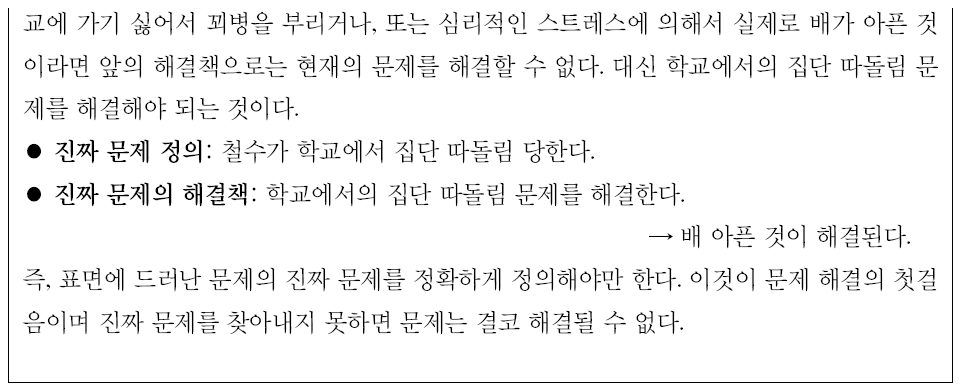 교에 가기 싫어서 꾀병을 부리거나, 또는 심리적인 스트레스에 의해서 실제로 배가 아픈 것
이라면 앞의 해결책으로는 현재의 문제를 해결할 수 없다. 대신 학교에서의 집단 따돌림 문
제를 해결해야 되는 것이다.
● 진짜 문제 정의: 철수가 학교에서 집단 따돌림 당한다.
● 진짜 문제의 해결책: 학교에서의 집단 따돌림 문제를 해결한다.
→ 배 아픈 것이 해결된다.
즉, 표면에 드러난 문제의 진짜 문제를 정확하게 정의해야만 한다. 이것이 문제 해결의 첫걸
음이며 진짜 문제를 찾아내지 못하면 문제는 결코 해결될 수 없다.